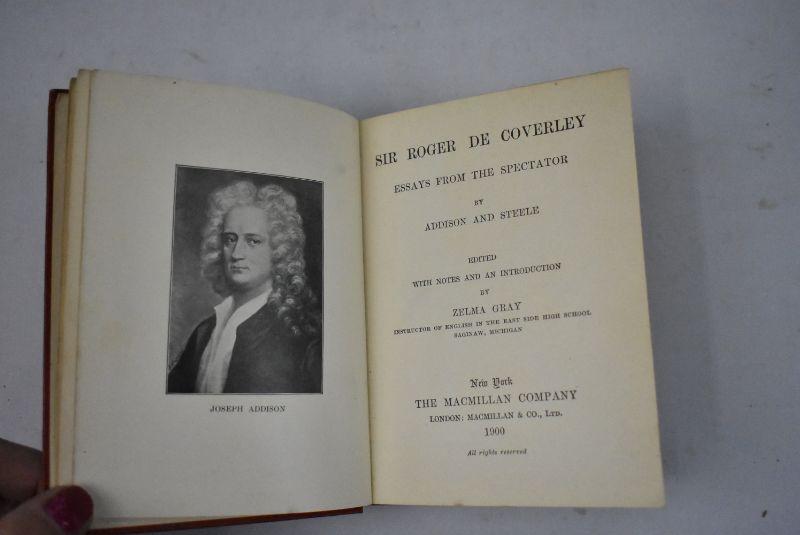 JOSEPH ADDISON
SIR ROGER DE COVERLEY
ESSAYS FROM THE SPECTATOR
BY
ADDISON AND STEELE
EDITED
WITH NOTES AND AN INTRODUCTION
BY
ZELMA GRAY
INSTRUCTOR OF ENGLISH IN THE EAST SIDE HIGH SCHOOL
SAGINAW, MICHIGAN
New York
THE MACMILLAN COMPANY
LONDON: MACMILLAN & CO., LTD.
1900
All rights reserved